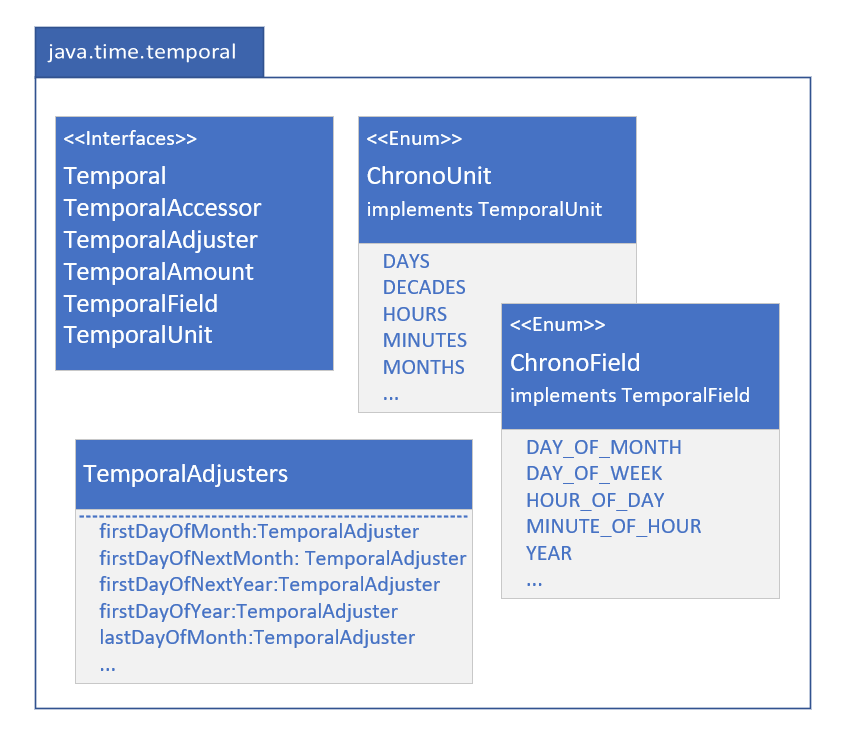 java.time.temporal
<<Interfaces>>
Temporal
TemporalAccessor
TemporalAdjuster
TemporalAmount
TemporalField
TemporalUnit
<<Enum>>
ChronoUnit
implements TemporalUnit
DAYS
DECADES
HOURS
MINUTES
MONTHS
...
<<Enum>>
ChronoField
implements TemporalField
DAY_OF_MONTH
DAY_OF_WEEK
HOUR_OF_DAY
MINUTE_OF_HOUR
YEAR
...
TemporalAdjusters
firstDayOfMonth:TemporalAdjuster
firstDayOfNextMonth: TemporalAdjuster
firstDayOfNextYear:TemporalAdjuster
firstDayOfYear:TemporalAdjuster
lastDayOfMonth:TemporalAdjuster
...